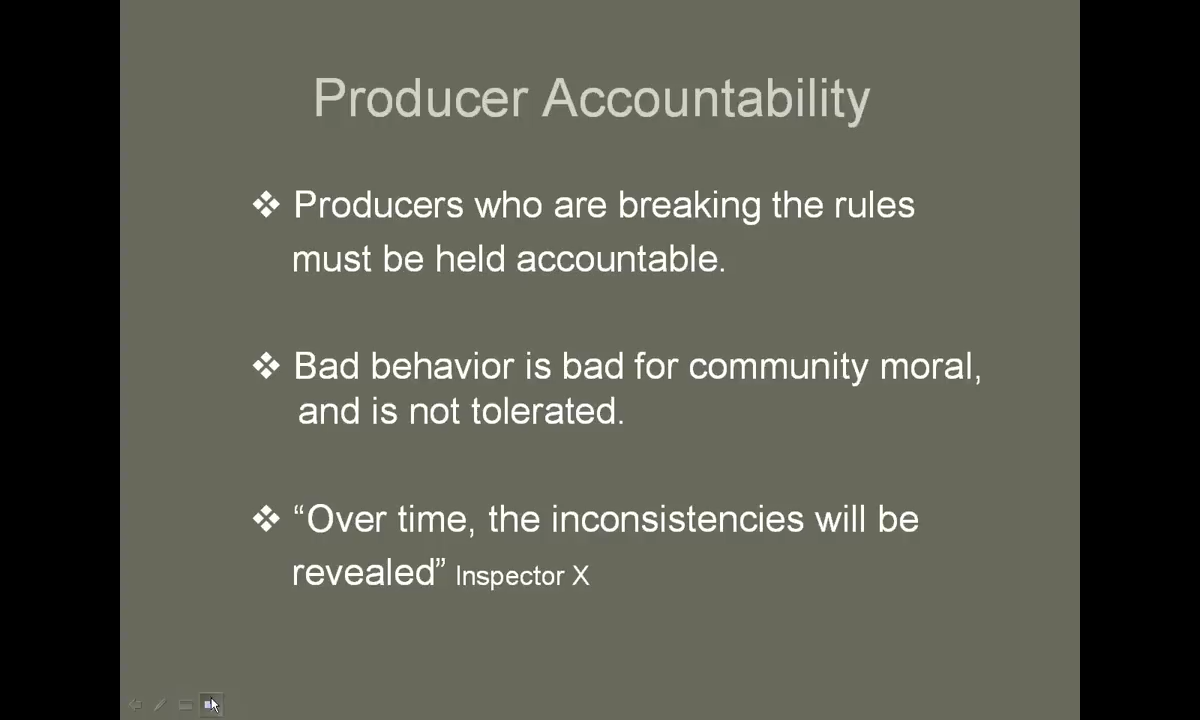 Producer Accountability
❖ Producers who are breaking the rules
must be held accountable.
❖ Bad behavior is bad for community moral,
and is not tolerated.
❖ “Over time, the inconsistencies will be
revealed” Inspector X